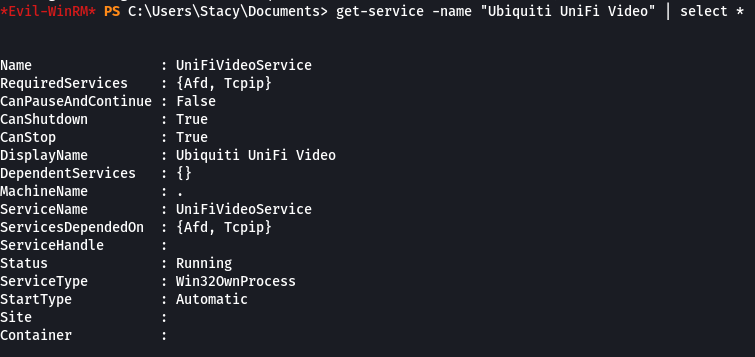 *Evil-WinRM* PS C:\Users\Stacy\Documents> get-service -name "Ubiquiti UniFi Video" | select *
Name                : UniFiVideoService
RequiredServices    : {Afd, Tcpip}
CanPauseAndContinue : False
CanShutdown         : True
CanStop             : True
DisplayName         : Ubiquiti UniFi Video
DependentServices   : {}
MachineName         : .
ServiceName         : UniFiVideoService
ServicesDependedOn  : {Afd, Tcpip}
ServiceHandle       :
Status              : Running
ServiceType         : Win32OwnProcess
StartType           : Automatic
Site                :
Container           :